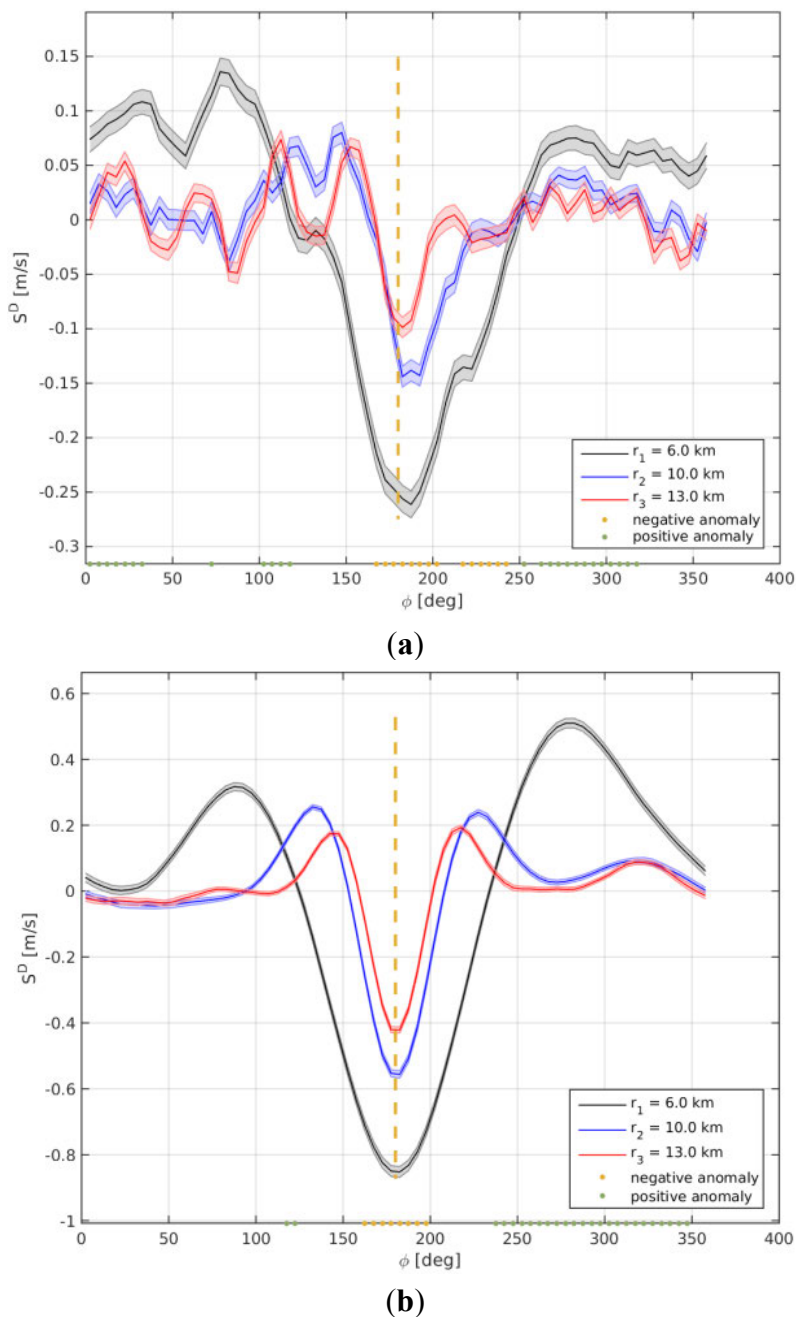 0.15
0.1
0.05
0
-0.05
-0.1
-0.15
-0.2
-0.25
-0.3
S^D [m/s]
r_1 = 6.0 km
r_2 = 10.0 km
r_3 = 13.0 km
negative anomaly
positive anomaly
0 50 100 150 200 250 300 350 400
ϕ [deg]
(a)
0.6
0.4
0.2
0
-0.2
-0.4
-0.6
-0.8
-1
S^D [m/s]
r_1 = 6.0 km
r_2 = 10.0 km
r_3 = 13.0 km
negative anomaly
positive anomaly
0 50 100 150 200 250 300 350 400
ϕ [deg]
(b)